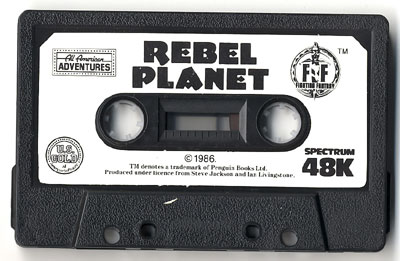 All American
ADVENTURES
REBEL
PLANET
TM
FF
FIGHTING FANTASY
U.S.
GOLD
© 1986.
TM denotes a trademark of Penguin Books Ltd.
Produced under licence from Steve Jackson and Ian Livingstone.
SPECTRUM
48K